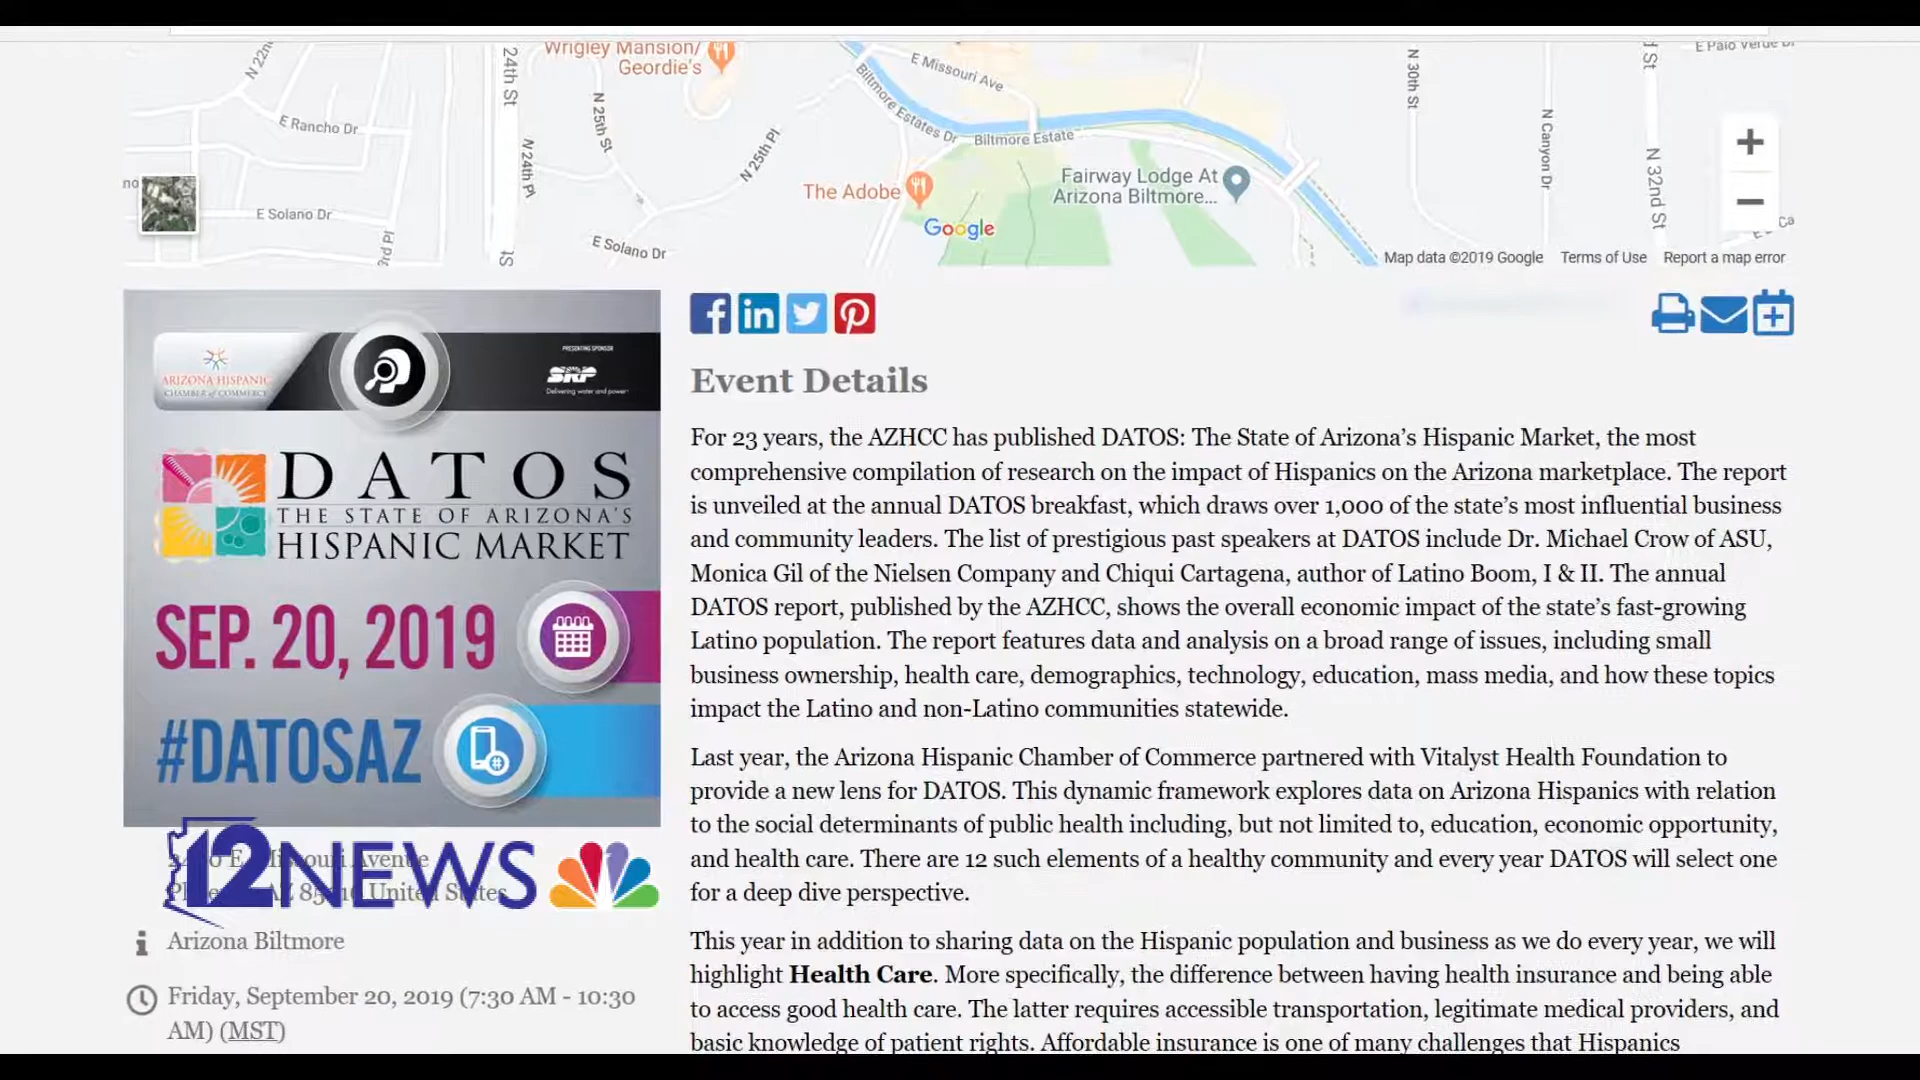 Wrigley Mansion/
Geordie's
24th St
N 25th St
E Missouri Ave
N 30th St
E Rancho Dr
N 24th Pl
N 25th Pl
Biltmore Estates Dr
Biltmore Estate
N Canyon Dr
N 32nd St
The Adobe
Fairway Lodge At
Arizona Biltmore...
E Solano Dr
E Solano Dr
3rd Pl
Google
Map data ©2019 Google Terms of Use Report a map error
ARIZONA HISPANIC
CHAMBER of COMMERCE
PRESENTING SPONSOR
SRP
Delivering water and power
DATOS
THE STATE OF ARIZONA'S
HISPANIC MARKET
SEP. 20, 2019
#DATOSAZ
12 NEWS
Arizona Biltmore
Friday, September 20, 2019 (7:30 AM - 10:30
AM) (MST)
Event Details
For 23 years, the AZHCC has published DATOS: The State of Arizona's Hispanic Market, the most
comprehensive compilation of research on the impact of Hispanics on the Arizona marketplace. The report
is unveiled at the annual DATOS breakfast, which draws over 1,000 of the state's most influential business
and community leaders. The list of prestigious past speakers at DATOS include Dr. Michael Crow of ASU,
Monica Gil of the Nielsen Company and Chiqui Cartagena, author of Latino Boom, I & II. The annual
DATOS report, published by the AZHCC, shows the overall economic impact of the state's fast-growing
Latino population. The report features data and analysis on a broad range of issues, including small
business ownership, health care, demographics, technology, education, mass media, and how these topics
impact the Latino and non-Latino communities statewide.
Last year, the Arizona Hispanic Chamber of Commerce partnered with Vitalyst Health Foundation to
provide a new lens for DATOS. This dynamic framework explores data on Arizona Hispanics with relation
to the social determinants of public health including, but not limited to, education, economic opportunity,
and health care. There are 12 such elements of a healthy community and every year DATOS will select one
for a deep dive perspective.
This year in addition to sharing data on the Hispanic population and business as we do every year, we will
highlight Health Care. More specifically, the difference between having health insurance and being able
to access good health care. The latter requires accessible transportation, legitimate medical providers, and
basic knowledge of patient rights. Affordable insurance is one of many challenges that Hispanics